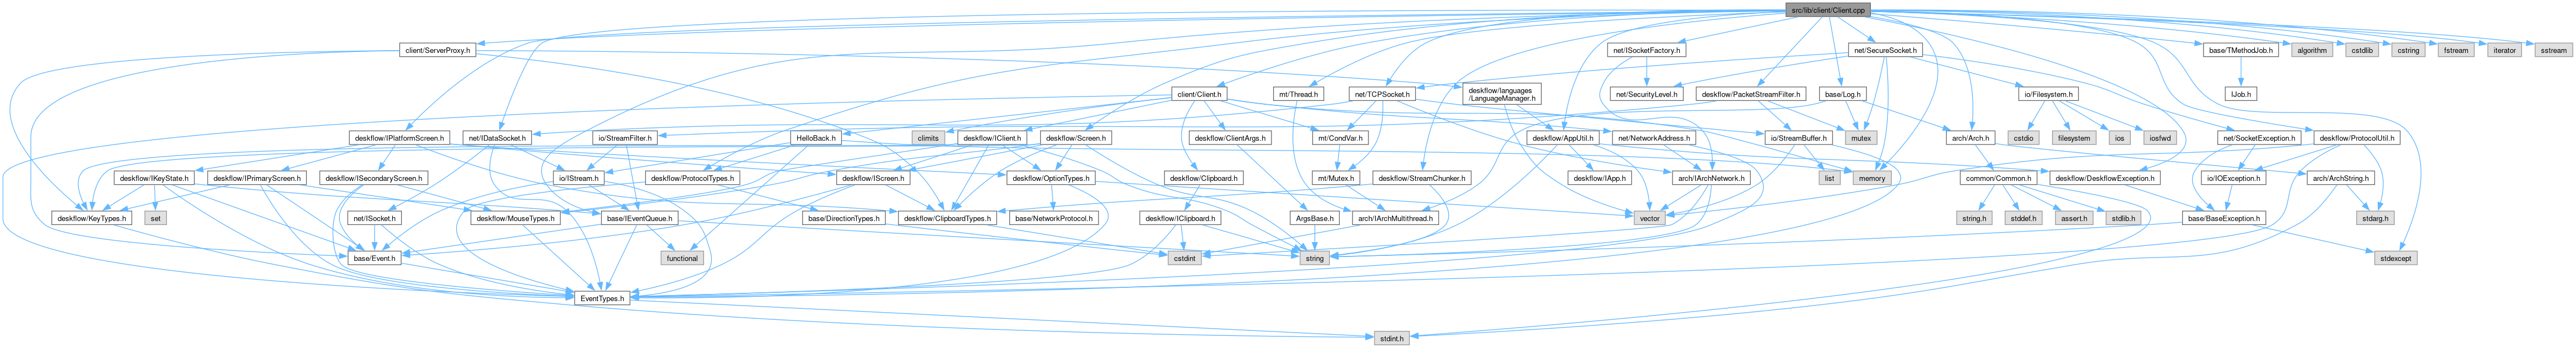 src/lib/client/Client.cpp
client/ServerProxy.h
net/ISocketFactory.h
net/SecureSocket.h
base/TMethodJob.h
algorithm
cstdlib
cstring
fstream
iterator
sstream
client/Client.h
mt/Thread.h
net/TCPSocket.h
deskflow/languages
/LanguageManager.h
net/SecurityLevel.h
deskflow/PacketStreamFilter.h
base/Log.h
io/Filesystem.h
IJob.h
deskflow/IPlatformScreen.h
net/IDataSocket.h
io/StreamFilter.h
HelloBack.h
climits
deskflow/IClient.h
deskflow/Screen.h
deskflow/ClientArgs.h
mt/CondVar.h
deskflow/AppUtil.h
net/NetworkAddress.h
io/StreamBuffer.h
mutex
arch/Arch.h
cstdio
filesystem
ios
iosfwd
net/SocketException.h
deskflow/ProtocolUtil.h
deskflow/IKeyState.h
deskflow/IPrimaryScreen.h
deskflow/ISecondaryScreen.h
io/IStream.h
deskflow/ProtocolTypes.h
deskflow/IScreen.h
deskflow/OptionTypes.h
deskflow/Clipboard.h
mt/Mutex.h
deskflow/StreamChunker.h
deskflow/IApp.h
arch/IArchNetwork.h
list
memory
common/Common.h
deskflow/DeskflowException.h
io/IOException.h
arch/ArchString.h
deskflow/KeyTypes.h
set
net/ISocket.h
deskflow/MouseTypes.h
base/IEventQueue.h
base/DirectionTypes.h
deskflow/ClipboardTypes.h
base/NetworkProtocol.h
deskflow/IClipboard.h
ArgsBase.h
arch/IArchMultithread.h
vector
string.h
stddef.h
assert.h
stdlib.h
base/BaseException.h
stdarg.h
base/Event.h
functional
cstdint
string
stdexcept
EventTypes.h
stdint.h